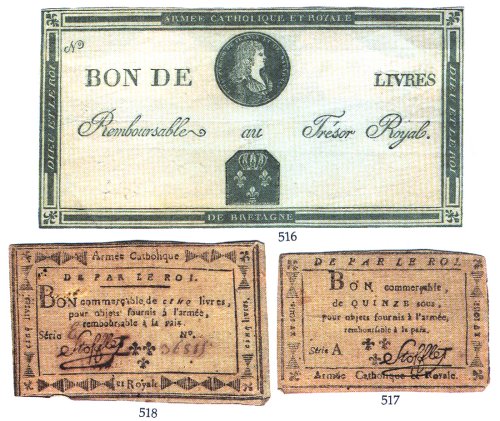 ARMÉE CATHOLIQUE ET ROYALE
DIEU ET LE ROI
No
BON DE LIVRES
DIEU ET LE ROI
Remboursable au Trésor Royal.
DE BRETAGNE
516
Armée Catholique
DE PAR LE ROI.
BON commerçable de cinq livres,
pour objets fournis à l'armée,
remboursable à la paix.
Série No.
Stofflet
et Royale.
cinq livres,
livres,
518
DE PAR LE ROI.
BON commerçable,
de QUINZE sous,
pour objets fournis à l'armée,
remboursable à la paix.
Série A
Stofflet
Armée Catholique & Royale.
517